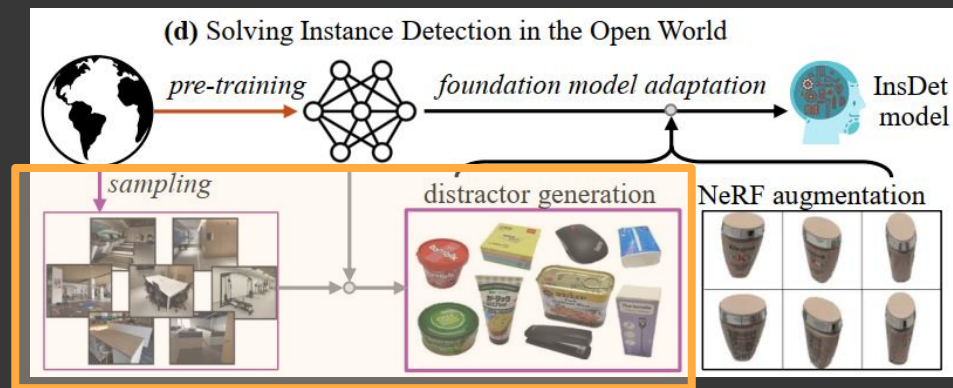 (d) Solving Instance Detection in the Open World
pre-training
foundation model adaptation
InsDet
model
sampling
distractor generation
NeRF augmentation